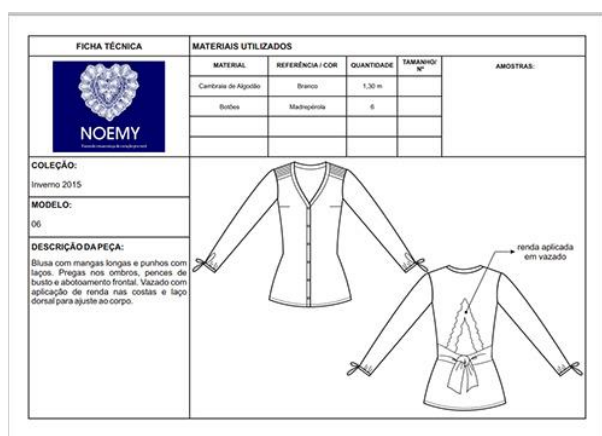 FICHA TÉCNICA
MATERIAIS UTILIZADOS
MATERIAL REFERÊNCIA / COR QUANTIDADE TAMANHO/ Nº AMOSTRAS:
Cambraia de Algodão Branco 1,30 m
Botões Madrepérola 6
NOEMY
COLEÇÃO:
Inverno 2015
MODELO:
06
DESCRIÇÃO DA PEÇA:
Blusa com mangas longas e punhos com
laços. Pregas nos ombros, pences de
busto e abotoamento frontal. Vazado com
aplicação de renda nas costas e laço
dorsal para ajuste ao corpo.
renda aplicada
em vazado